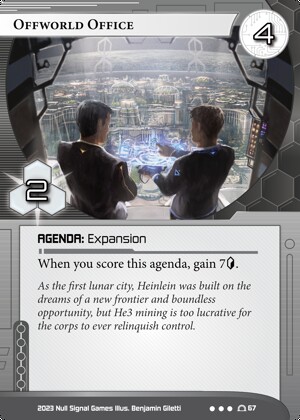 Offworld Office
4
2
AGENDA: Expansion
When you score this agenda, gain 7
As the first lunar city, Heinlein was built on the
dreams of a new frontier and boundless
opportunity, but He3 mining is too lucrative for
the corps to ever relinquish control.
2023 Null Signal Games Illus. Benjamin Giletti
67